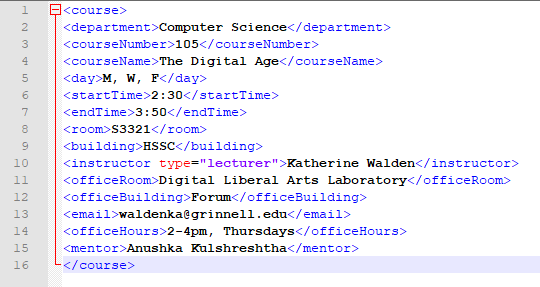 1 <course>
2 <department>Computer Science</department>
3 <courseNumber>105</courseNumber>
4 <courseName>The Digital Age</courseName>
5 <day>M, W, F</day>
6 <startTime>2:30</startTime>
7 <endTime>3:50</endTime>
8 <room>S3321</room>
9 <building>HSSC</building>
10 <instructor type="lecturer">Katherine Walden</instructor>
11 <officeRoom>Digital Liberal Arts Laboratory</officeRoom>
12 <officeBuilding>Forum</officeBuilding>
13 <email>waldenka@grinnell.edu</email>
14 <officeHours>2-4pm, Thursdays</officeHours>
15 <mentor>Anushka Kulshreshtha</mentor>
16 </course>